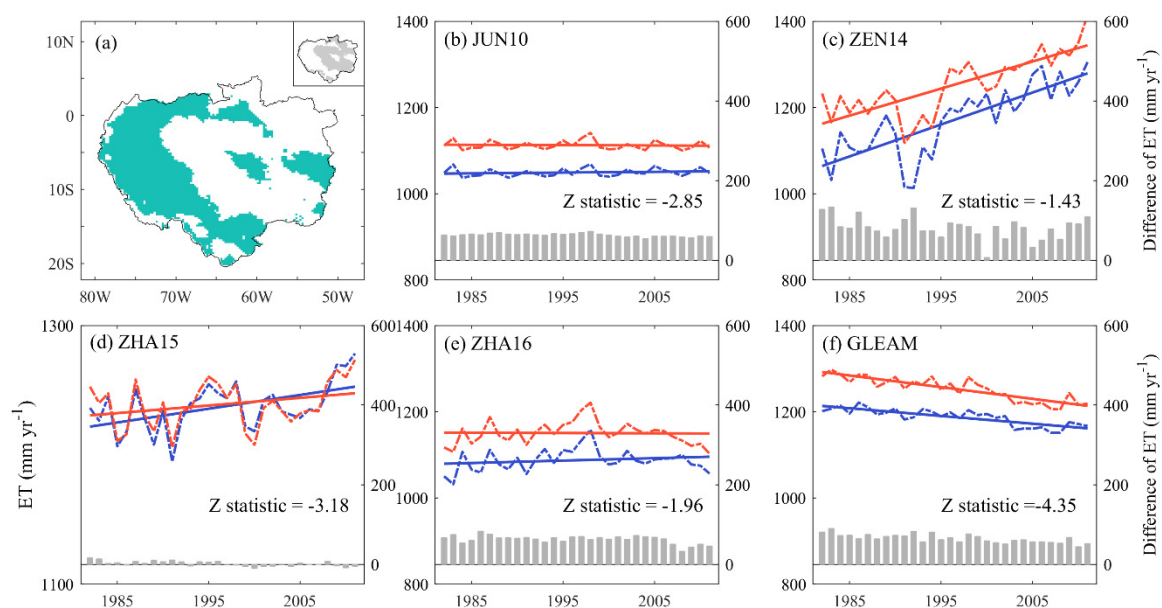 (a)
10N
0
10S
20S
80W 70W 60W 50W
(b) JUN10
1400
1200
1100
1000
800
600
400
200
0
Z statistic = -2.85
1985 1995 2005
(c) ZEN14
1400
1200
1000
800
600
400
200
0
Z statistic = -1.43
1985 1995 2005
Difference of ET (mm yr-1)
(d) ZHA15
1300
1100
600
400
200
0
Z statistic = -3.18
1985 1995 2005
ET (mm yr-1)
(e) ZHA16
1400
1200
1100
1000
800
600
400
200
0
Z statistic = -1.96
1985 1995 2005
(f) GLEAM
1400
1200
1000
800
600
400
200
0
Z statistic =-4.35
1985 1995 2005
Difference of ET (mm yr-1)